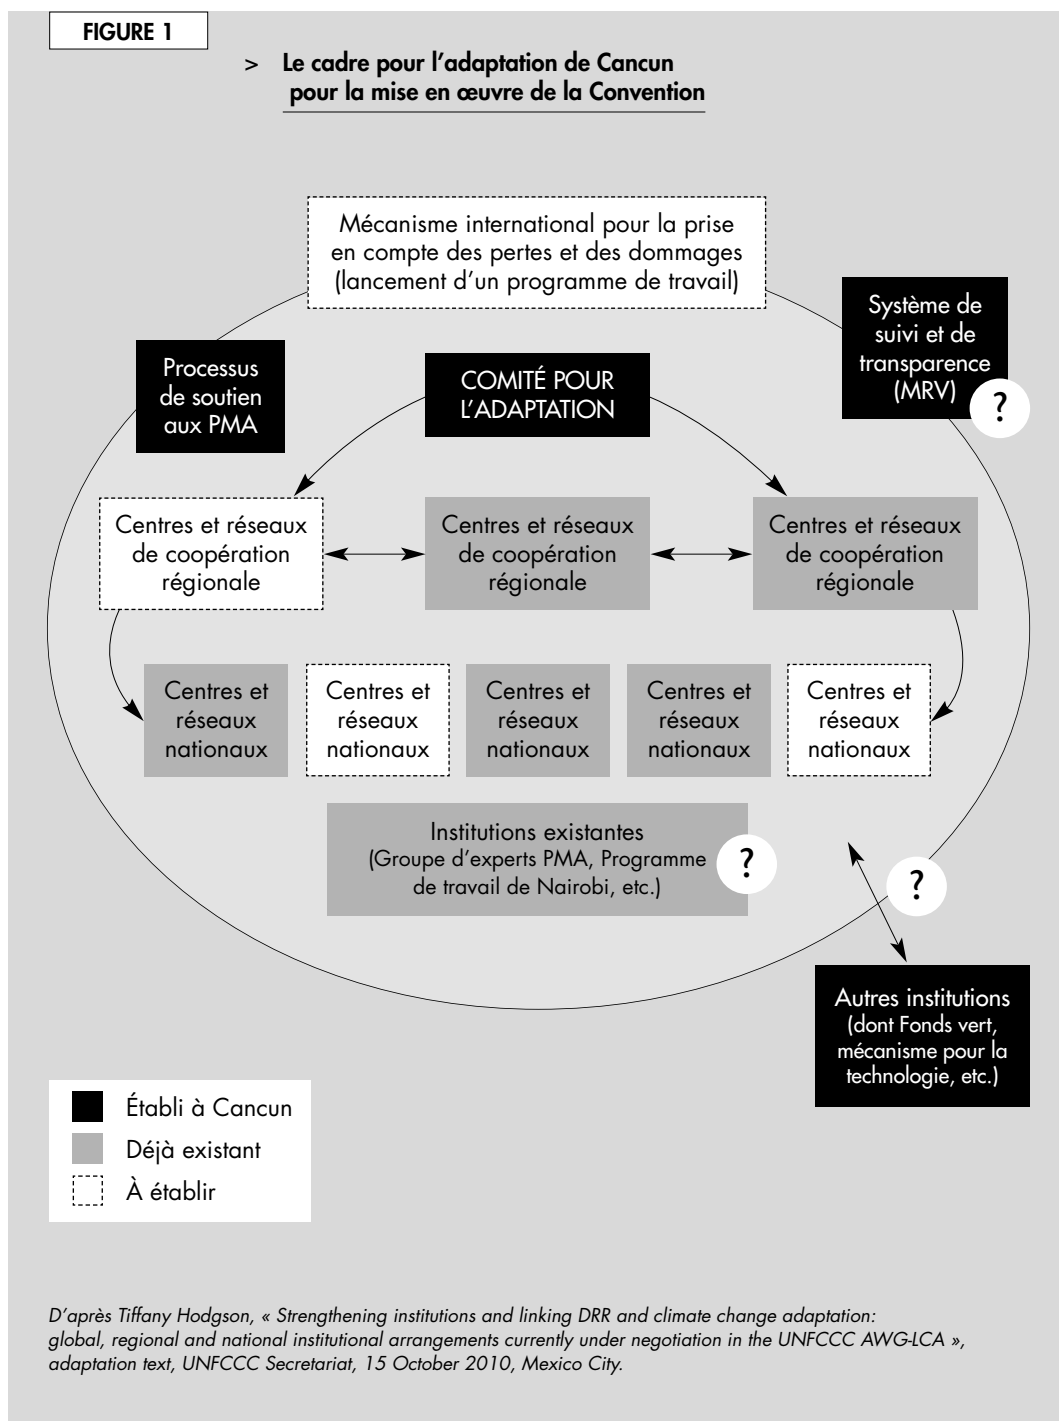 FIGURE 1
> Le cadre pour l'adaptation de Cancun
pour la mise en œuvre de la Convention
Mécanisme international pour la prise
en compte des pertes et des dommages
(lancement d'un programme de travail)
Système de
suivi et de
transparence
(MRV)
?
Processus
de soutien
aux PMA
COMITÉ POUR
L'ADAPTATION
Centres et réseaux
de coopération
régionale
Centres et réseaux
de coopération
régionale
Centres et réseaux
de coopération
régionale
Centres et
réseaux
nationaux
Centres et
réseaux
nationaux
Centres et
réseaux
nationaux
Centres et
réseaux
nationaux
Centres et
réseaux
nationaux
Institutions existantes
(Groupe d'experts PMA, Programme
de travail de Nairobi, etc.)
?
?
Autres institutions
(dont Fonds vert,
mécanisme pour la
technologie, etc.)
Établi à Cancun
Déjà existant
À établir
D'après Tiffany Hodgson, « Strengthening institutions and linking DRR and climate change adaptation:
global, regional and national institutional arrangements currently under negotiation in the UNFCCC AWG-LCA »,
adaptation text, UNFCCC Secretariat, 15 October 2010, Mexico City.